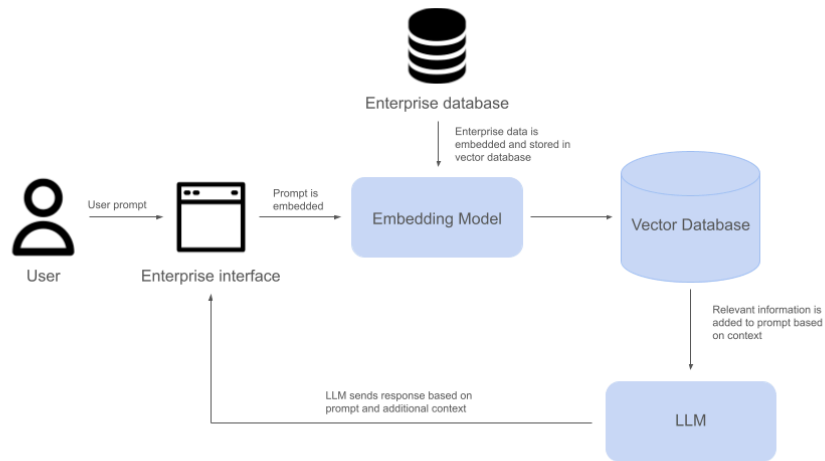 Enterprise database
Enterprise data is
embedded and stored in
vector database
User prompt
Prompt is
embedded
Embedding Model
Vector Database
User
Enterprise interface
Relevant information is
added to prompt based
on context
LLM sends response based on
prompt and additional context
LLM